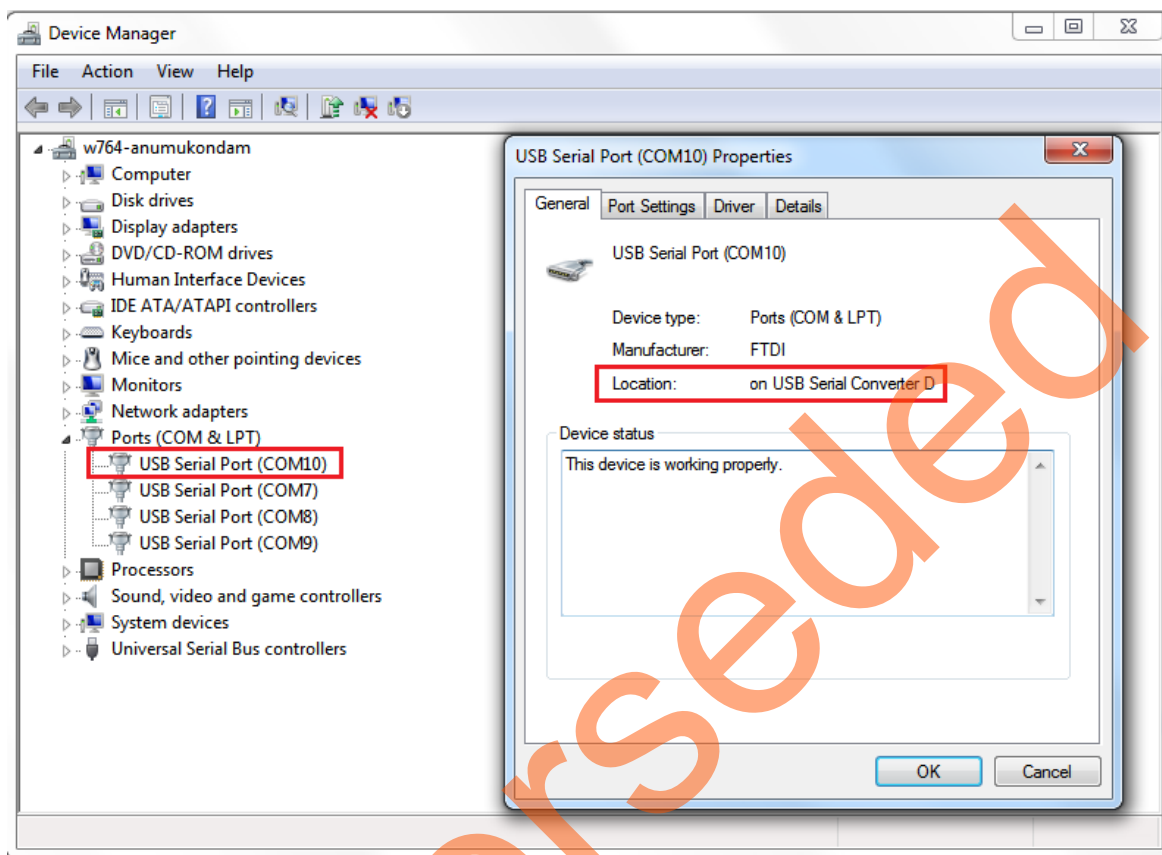 Device Manager
File Action View Help
w764-anumukondam
Computer
Disk drives
Display adapters
DVD/CD-ROM drives
Human Interface Devices
IDE ATA/ATAPI controllers
Keyboards
Mice and other pointing devices
Monitors
Network adapters
Ports (COM & LPT)
USB Serial Port (COM10)
USB Serial Port (COM7)
USB Serial Port (COM8)
USB Serial Port (COM9)
Processors
Sound, video and game controllers
System devices
Universal Serial Bus controllers
USB Serial Port (COM10) Properties
General Port Settings Driver Details
USB Serial Port (COM10)
Device type: Ports (COM & LPT)
Manufacturer: FTDI
Location: on USB Serial Converter D
Device status
This device is working properly.
OK Cancel
erseded